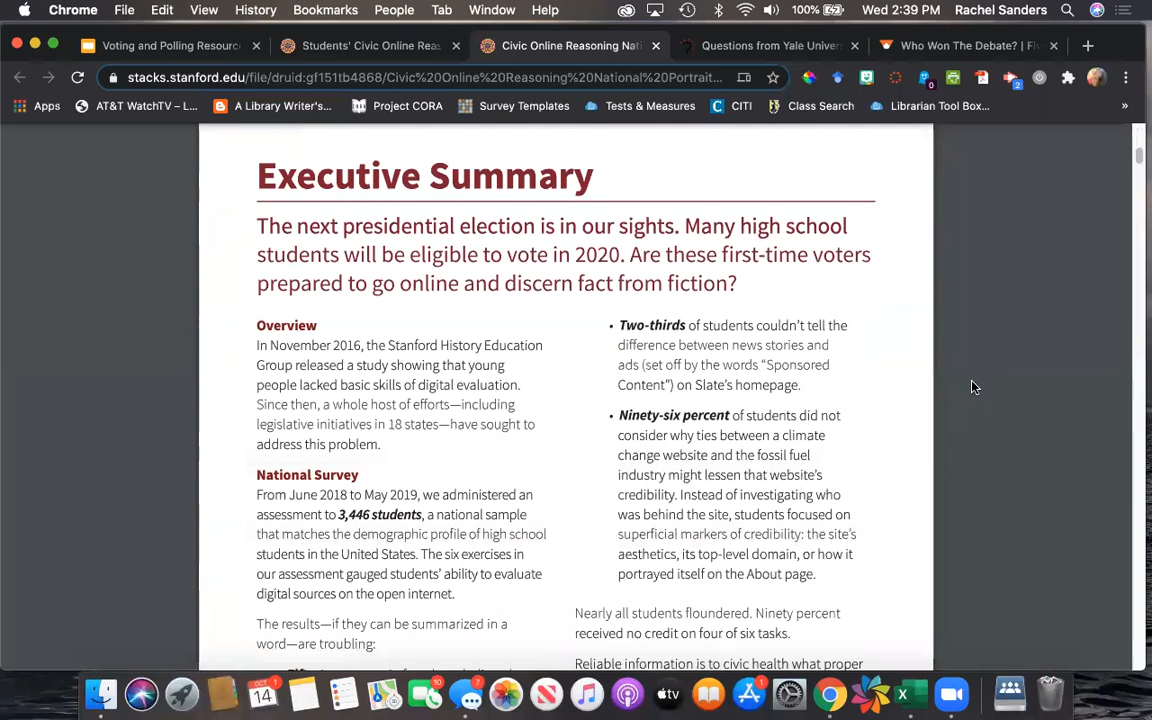 Chrome File Edit View History Bookmarks People Tab Window Help 100% Wed 2:39 PM Rachel Sanders
Voting and Polling Resourc × Students' Civic Online Rea × Civic Online Reasoning Nati × Questions from Yale Univer × Who Won The Debate? | Fiv ×
stacks.stanford.edu/file/druid:gf151tb4868/Civic%20Online%20Reasoning%20National%20Portrait...
Apps AT&T WatchTV – L... A Library Writer's... Project CORA Survey Templates Tests & Measures CITI Class Search Librarian Tool Box... »
Executive Summary
The next presidential election is in our sights. Many high school
students will be eligible to vote in 2020. Are these first-time voters
prepared to go online and discern fact from fiction?
Overview
In November 2016, the Stanford History Education
Group released a study showing that young
people lacked basic skills of digital evaluation.
Since then, a whole host of efforts—including
legislative initiatives in 18 states—have sought to
address this problem.
National Survey
From June 2018 to May 2019, we administered an
assessment to 3,446 students, a national sample
that matches the demographic profile of high school
students in the United States. The six exercises in
our assessment gauged students' ability to evaluate
digital sources on the open internet.
The results—if they can be summarized in a
word—are troubling:
• Two-thirds of students couldn't tell the
difference between news stories and
ads (set off by the words "Sponsored
Content") on Slate's homepage.
• Ninety-six percent of students did not
consider why ties between a climate
change website and the fossil fuel
industry might lessen that website's
credibility. Instead of investigating who
was behind the site, students focused on
superficial markers of credibility: the site's
aesthetics, its top-level domain, or how it
portrayed itself on the About page.
Nearly all students floundered. Ninety percent
received no credit on four of six tasks.
Reliable information is to civic health what proper